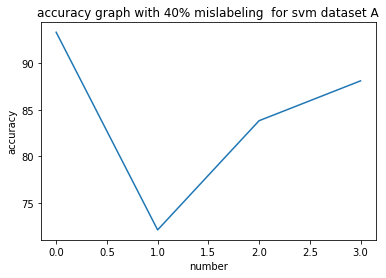 accuracy graph with 40% mislabeling  for svm dataset A
90
85
80
75
accuracy
0.0 0.5 1.0 1.5 2.0 2.5 3.0
number